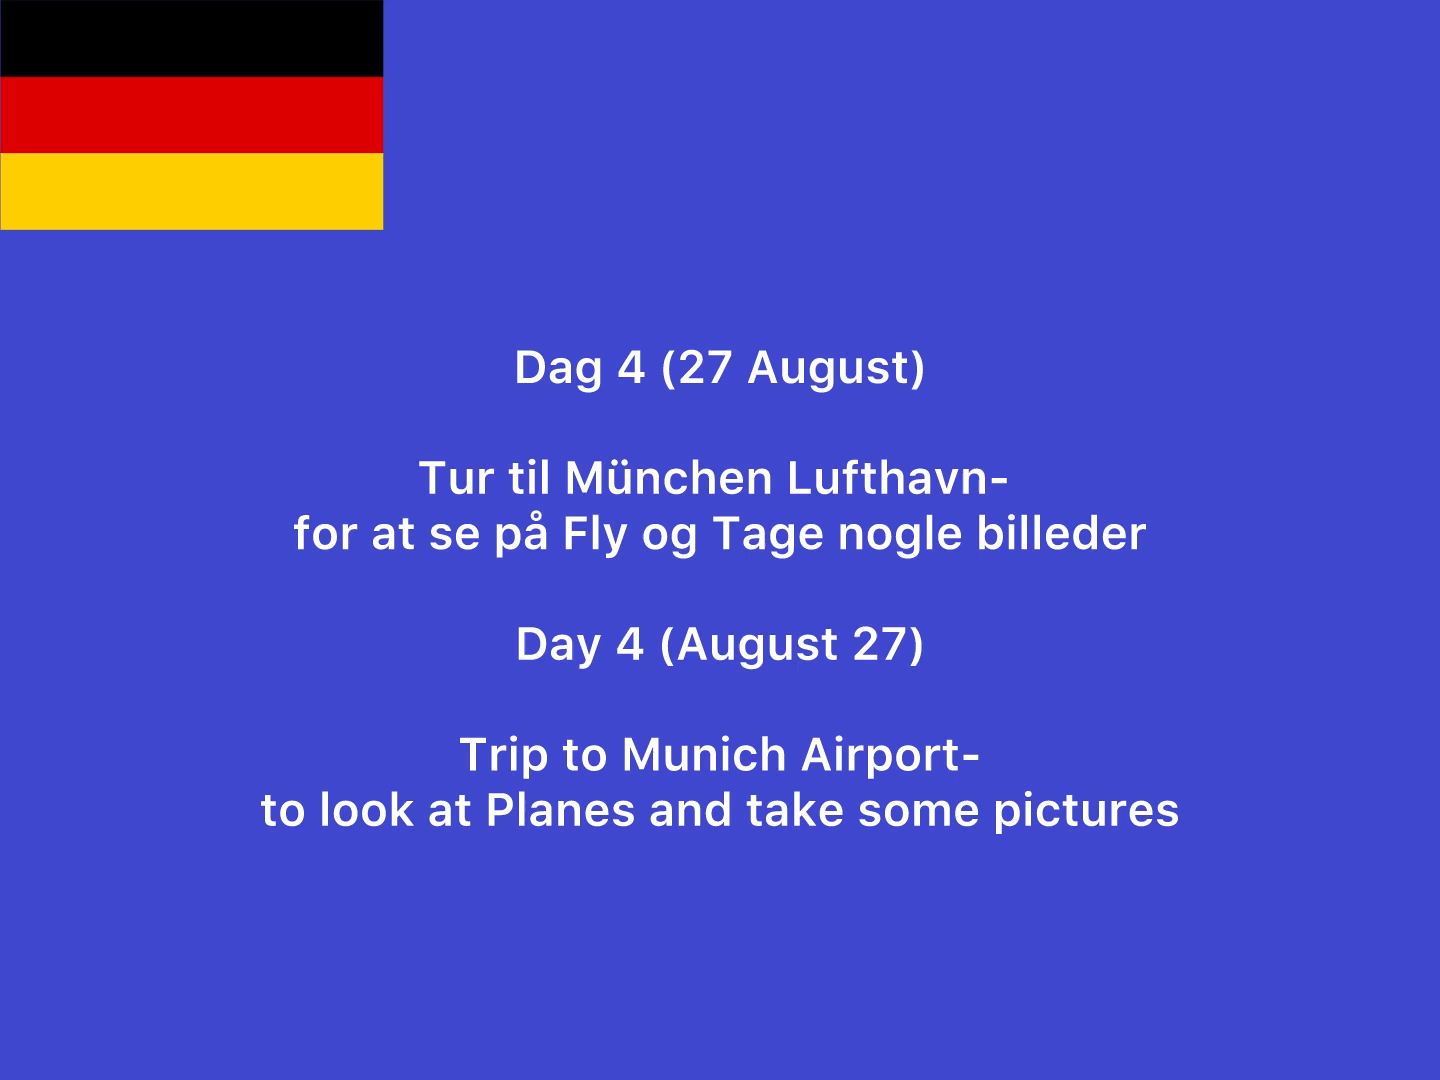 Dag 4 (27 August)
Tur til München Lufthavn-
for at se på Fly og Tage nogle billeder
Day 4 (August 27)
Trip to Munich Airport-
to look at Planes and take some pictures